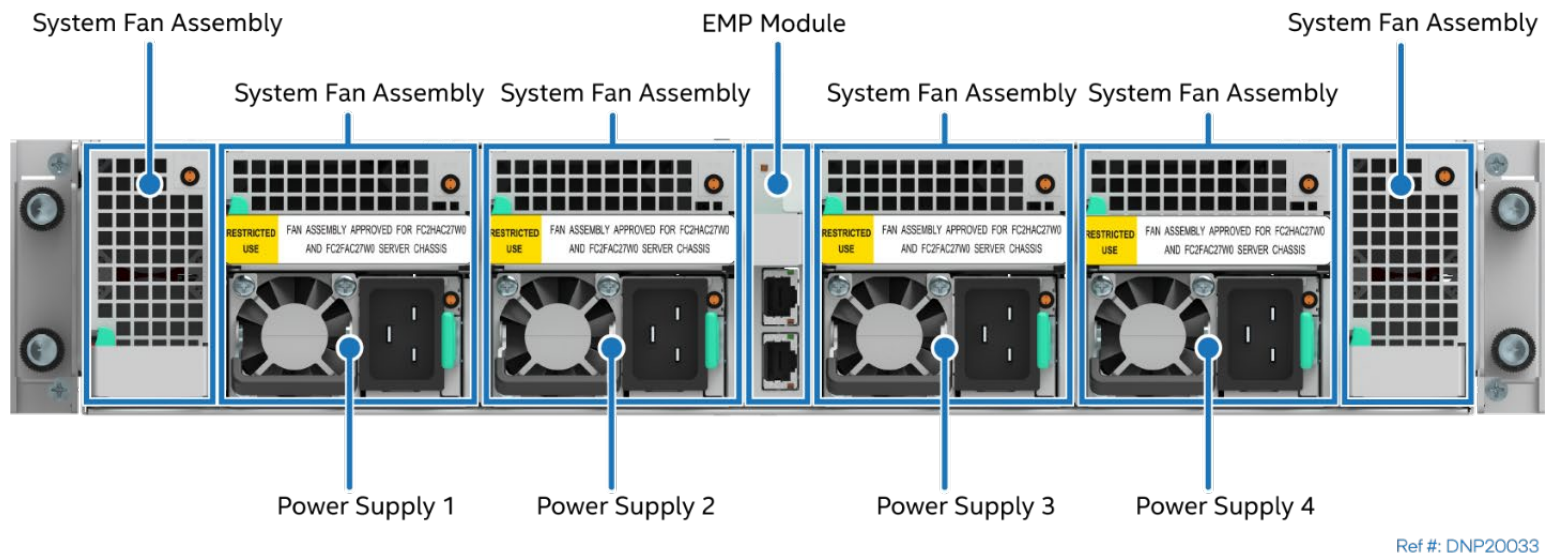 System Fan Assembly
EMP Module
System Fan Assembly
System Fan Assembly
System Fan Assembly
System Fan Assembly
System Fan Assembly
RESTRICTED
USE
FAN ASSEMBLY APPROVED FOR FC2HAC27W0
AND FC2FAC27W0 SERVER CHASSIS
RESTRICTED
USE
FAN ASSEMBLY APPROVED FOR FC2HAC27W0
AND FC2FAC27W0 SERVER CHASSIS
RESTRICTED
USE
FAN ASSEMBLY APPROVED FOR FC2HAC27W0
AND FC2FAC27W0 SERVER CHASSIS
RESTRICTED
USE
FAN ASSEMBLY APPROVED FOR FC2HAC27W0
AND FC2FAC27W0 SERVER CHASSIS
Power Supply 1
Power Supply 2
Power Supply 3
Power Supply 4
Ref #: DNP20033